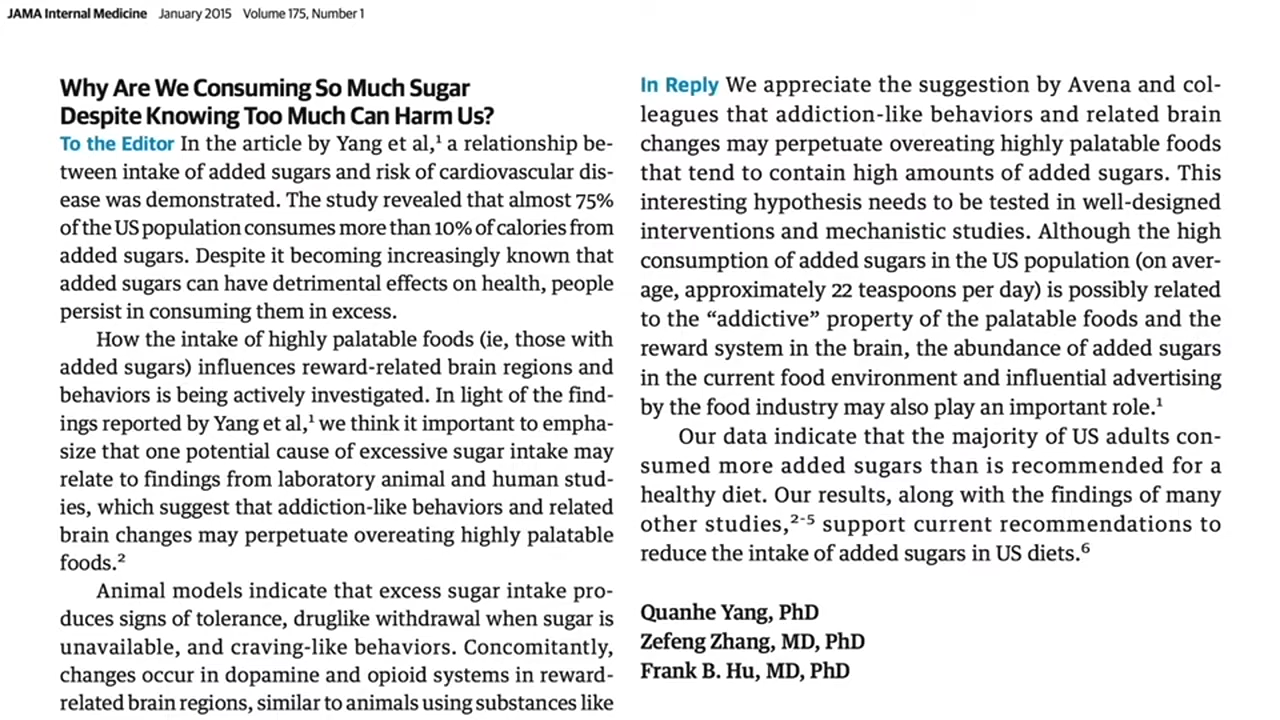 JAMA Internal Medicine January 2015 Volume 175, Number 1
Why Are We Consuming So Much Sugar
Despite Knowing Too Much Can Harm Us?
To the Editor In the article by Yang et al,¹ a relationship be-
tween intake of added sugars and risk of cardiovascular dis-
ease was demonstrated. The study revealed that almost 75%
of the US population consumes more than 10% of calories from
added sugars. Despite it becoming increasingly known that
added sugars can have detrimental effects on health, people
persist in consuming them in excess.
How the intake of highly palatable foods (ie, those with
added sugars) influences reward-related brain regions and
behaviors is being actively investigated. In light of the find-
ings reported by Yang et al,¹ we think it important to empha-
size that one potential cause of excessive sugar intake may
relate to findings from laboratory animal and human stud-
ies, which suggest that addiction-like behaviors and related
brain changes may perpetuate overeating highly palatable
foods.²
Animal models indicate that excess sugar intake pro-
duces signs of tolerance, druglike withdrawal when sugar is
unavailable, and craving-like behaviors. Concomitantly,
changes occur in dopamine and opioid systems in reward-
related brain regions, similar to animals using substances like
In Reply We appreciate the suggestion by Avena and col-
leagues that addiction-like behaviors and related brain
changes may perpetuate overeating highly palatable foods
that tend to contain high amounts of added sugars. This
interesting hypothesis needs to be tested in well-designed
interventions and mechanistic studies. Although the high
consumption of added sugars in the US population (on aver-
age, approximately 22 teaspoons per day) is possibly related
to the “addictive” property of the palatable foods and the
reward system in the brain, the abundance of added sugars
in the current food environment and influential advertising
by the food industry may also play an important role.¹
Our data indicate that the majority of US adults con-
sumed more added sugars than is recommended for a
healthy diet. Our results, along with the findings of many
other studies,²⁻⁵ support current recommendations to
reduce the intake of added sugars in US diets.⁶
Quanhe Yang, PhD
Zefeng Zhang, MD, PhD
Frank B. Hu, MD, PhD